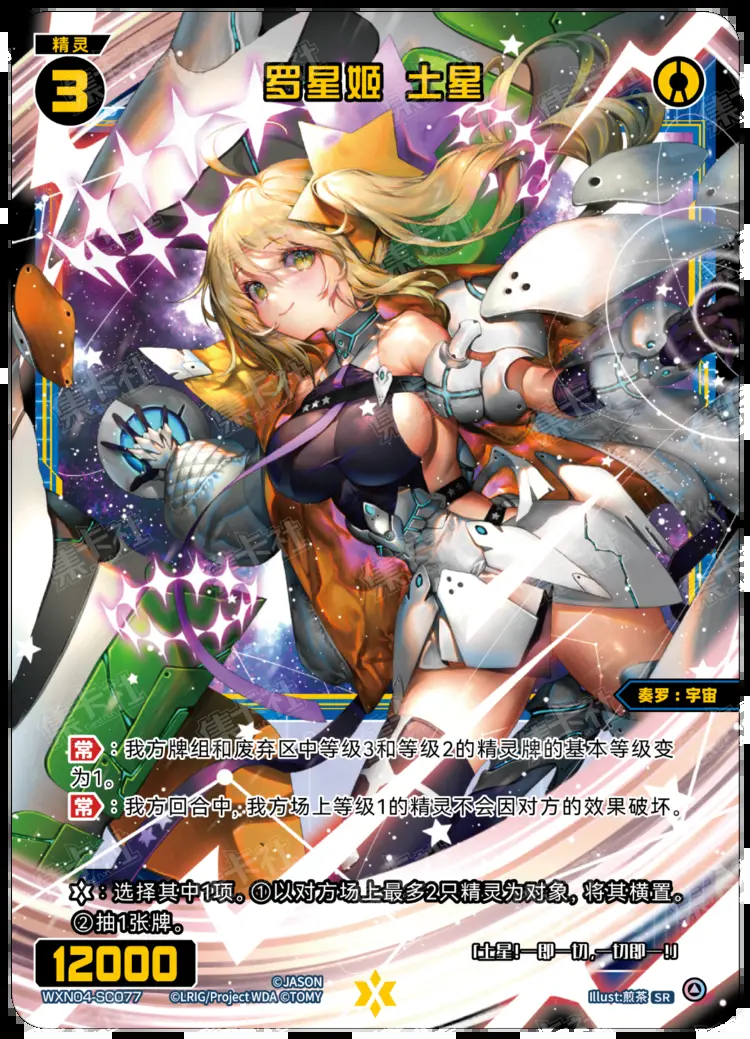 精灵
3
罗星姬 土星
奏罗：宇宙
常：我方牌组和废弃区中等级3和等级2的精灵牌的基本等级变
为1。
常：我方回合中，我方场上等级1的精灵不会因对方的效果破坏。
：选择其中1项。①以对方场上最多2只精灵为对象，将其横置。
②抽1张牌。
「土星!一即一切,一切即一!」
12000
©JASON
WXN04-SC077 ©LRIG/Project WDA ©TOMY
Illust:煎茶 SR
集卡社